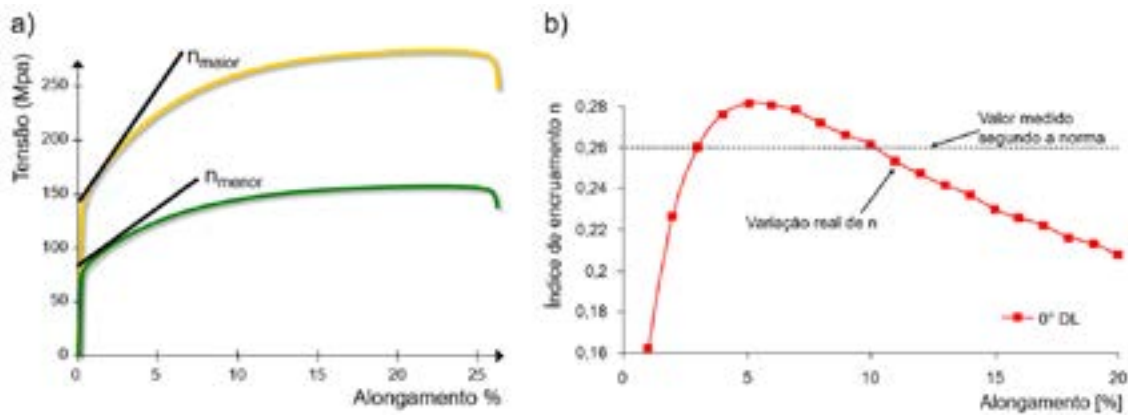 a)
Tensão (Mpa)
250
200
150
100
50
0
0 5 10 15 20 25
Alongamento %
nmaior
nmenor
b)
Índice de encruamento n
0,28
0,26
0,24
0,22
0,2
0,18
0,16
0 5 10 15 20
Alongamento [%]
Valor medido
segundo a norma
Variação real de n
0° DL